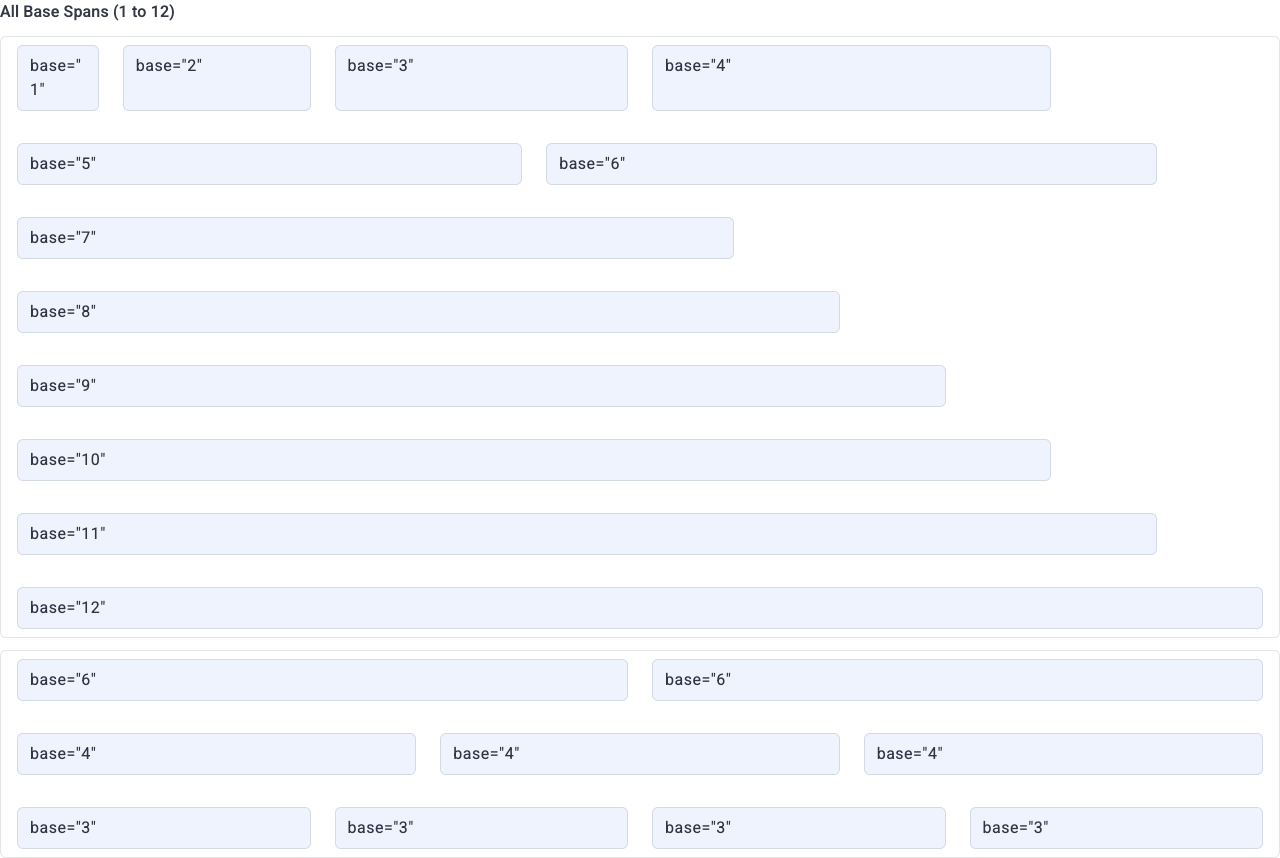 All Base Spans (1 to 12)
base="
1"
base="2"
base="3"
base="4"
base="5"
base="6"
base="7"
base="8"
base="9"
base="10"
base="11"
base="12"
base="6"
base="6"
base="4"
base="4"
base="4"
base="3"
base="3"
base="3"
base="3"